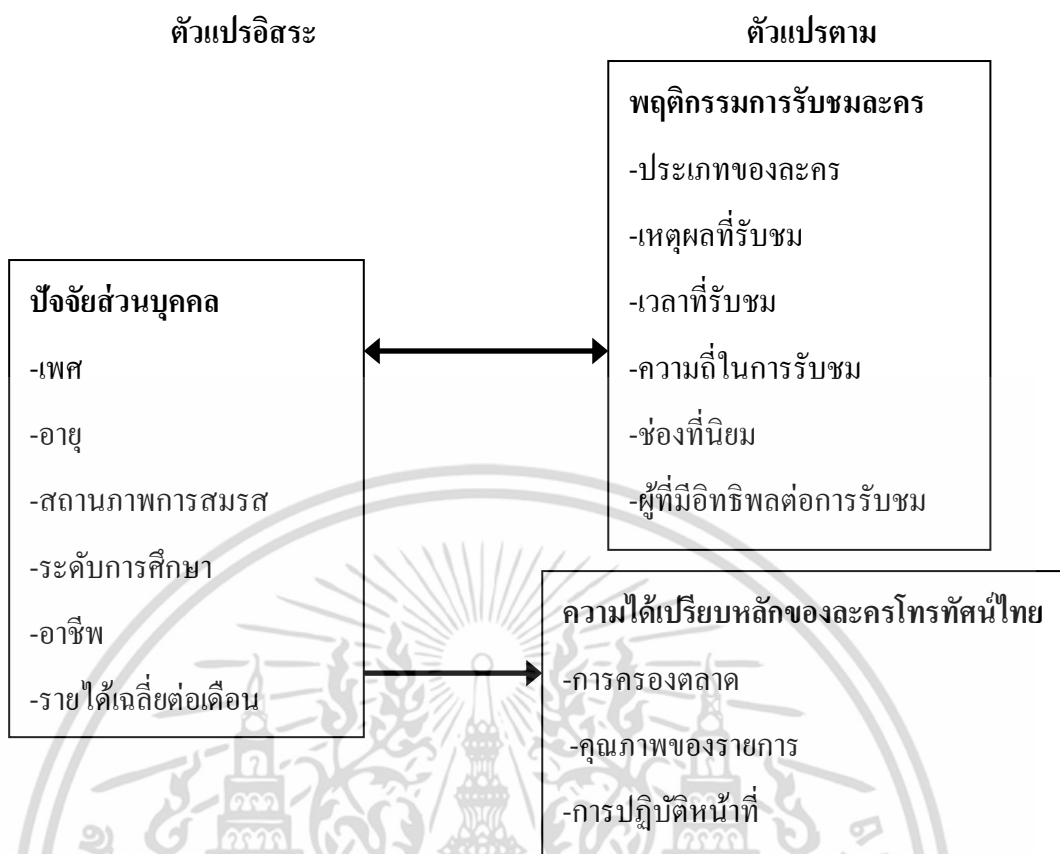 ตัวแปรอิสระ
ตัวแปรตาม
ปัจจัยส่วนบุคคล
-เพศ
-อายุ
-สถานภาพการสมรส
-ระดับการศึกษา
-อาชีพ
-รายได้เฉลี่ยต่อเดือน
พฤติกรรมการรับชมละคร
-ประเภทของละคร
-เหตุผลที่รับชม
-เวลาที่รับชม
-ความถี่ในการรับชม
-ช่องที่นิยม
-ผู้ที่มีอิทธิพลต่อการรับชม
ความได้เปรียบหลักของละครโทรทัศน์ไทย
-การครองตลาด
-คุณภาพของรายการ
-การปฏิบัติหน้าที่